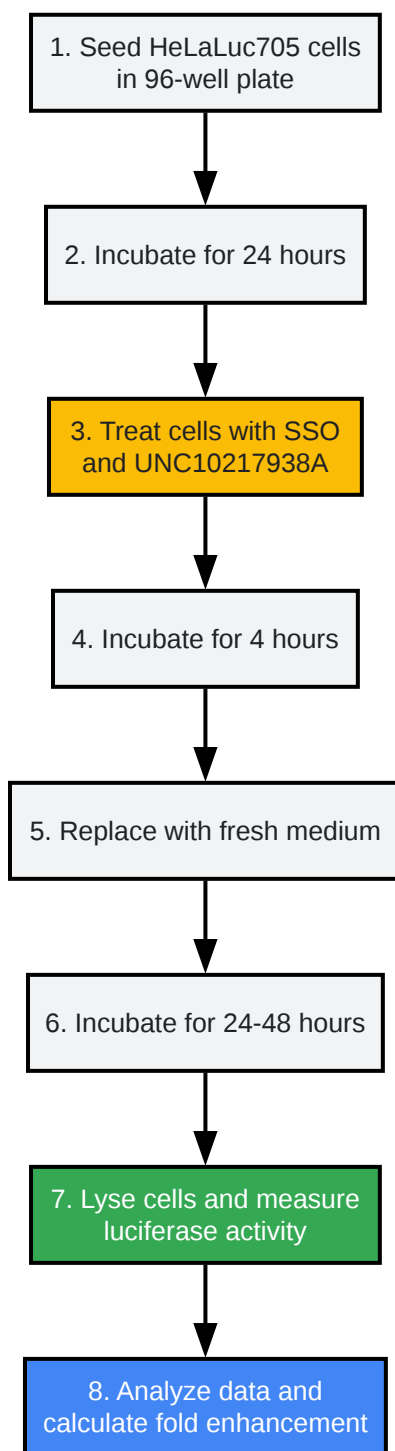 1. Seed HeLaLuc705 cells
in 96-well plate
2. Incubate for 24 hours
3. Treat cells with SSO
and UNC10217938A
4. Incubate for 4 hours
5. Replace with fresh medium
6. Incubate for 24-48 hours
7. Lyse cells and measure
luciferase activity
8. Analyze data and
calculate fold enhancement